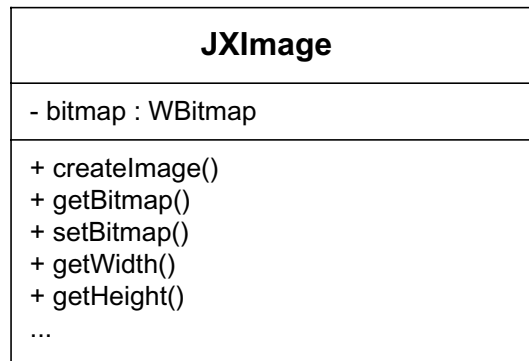 JXImage
- bitmap : WBitmap
+ createImage()
+ getBitmap()
+ setBitmap()
+ getWidth()
+ getHeight()
...